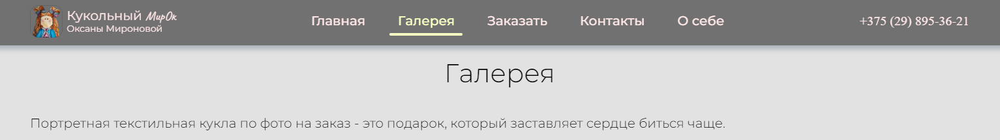 Кукольный МирОк
Оксаны Мироновой
Главная Галерея Заказать Контакты О себе
+375 (29) 895-36-21
Галерея
Портретная текстильная кукла по фото на заказ - это подарок, который заставляет сердце биться чаще.